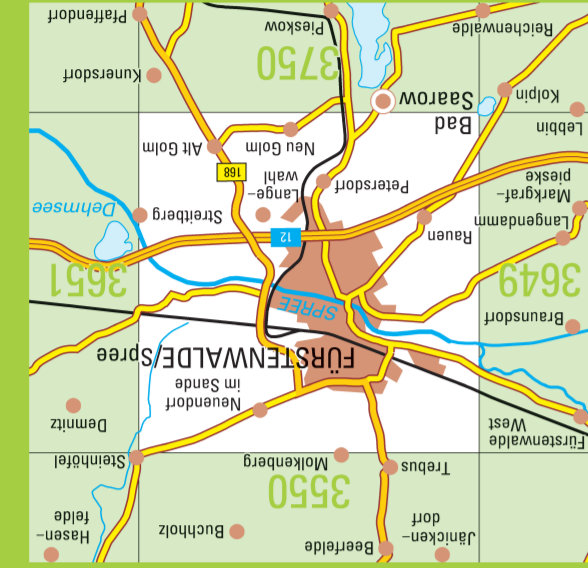 Beerfelde
Jänicken-
dorf
Buchholz
Hasen-
felde
3550
Trebus
Molkenberg
Steinhöfel
Fürstenwalde
West
Neuendorf
im Sande
Demnitz
FÜRSTENWALDE/Spree
Braunsdorf
SPREE
3649
3651
Langendamm
Markgraf-
pieske
Rauen
12
Petersdorf
Lange-
wahl
Streitberg
Dehmsee
168
Neu Golm
Alt Golm
Lebbin
Kolpin
Bad
Saarow
3750
Kunersdorf
Reichenwalde
Pieskow
Pfaffendorf